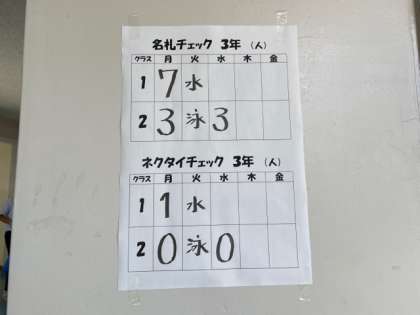 名札チェック 3年 (人)
クラス 月 火 水 木 金
1 7 水
2 3 泳 3
ネクタイチェック 3年 (人)
クラス 月 火 水 木 金
1 1 水
2 0 泳 0